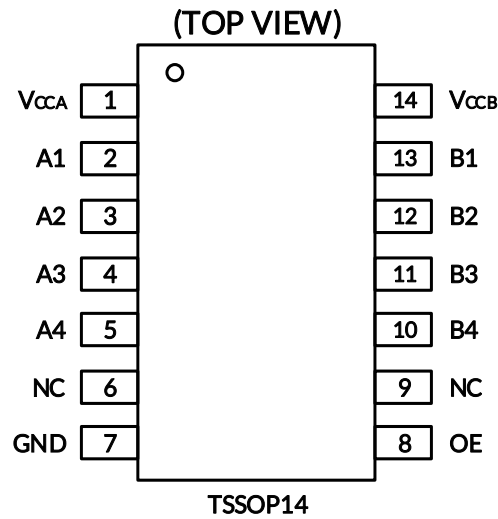 (TOP VIEW)
VCCA 1 14 VCCB
A1 2 13 B1
A2 3 12 B2
A3 4 11 B3
A4 5 10 B4
NC 6 9 NC
GND 7 8 OE
TSSOP14